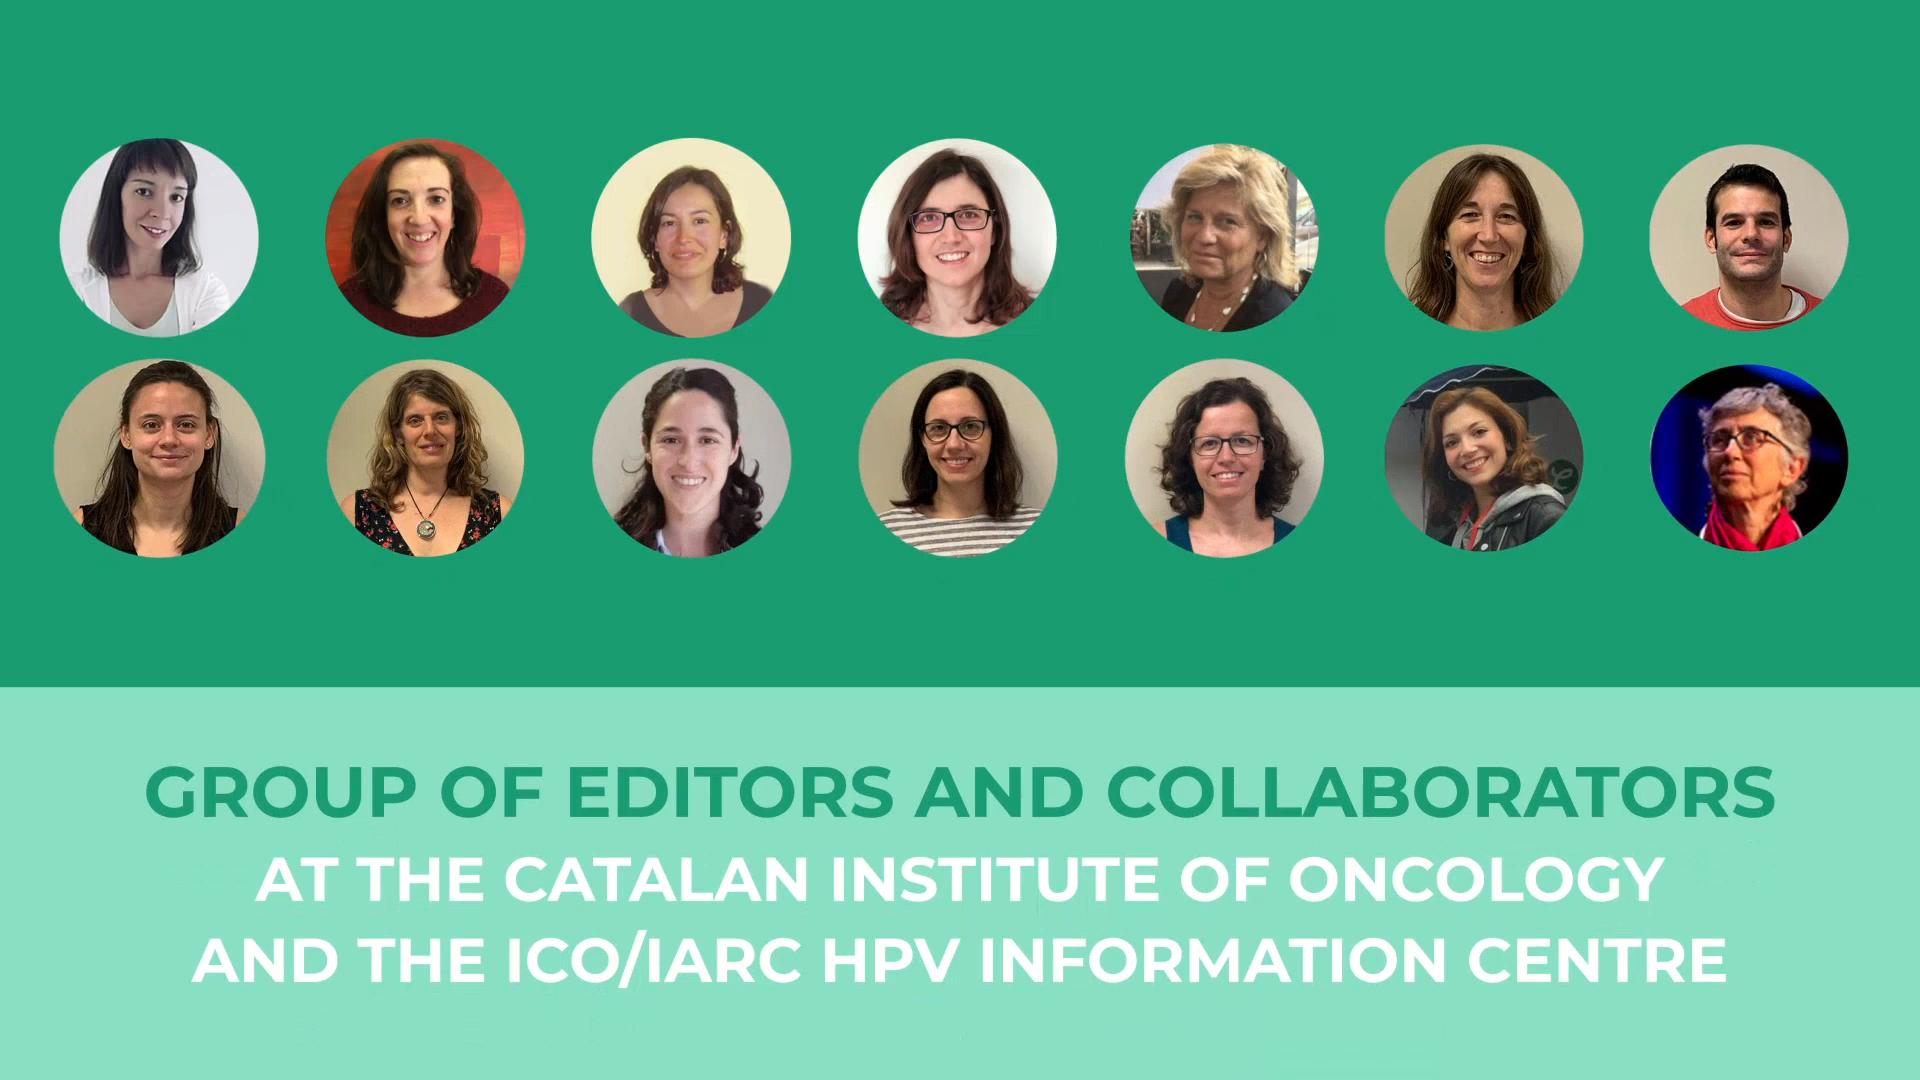 GROUP OF EDITORS AND COLLABORATORS
AT THE CATALAN INSTITUTE OF ONCOLOGY
AND THE ICO/IARC HPV INFORMATION CENTRE